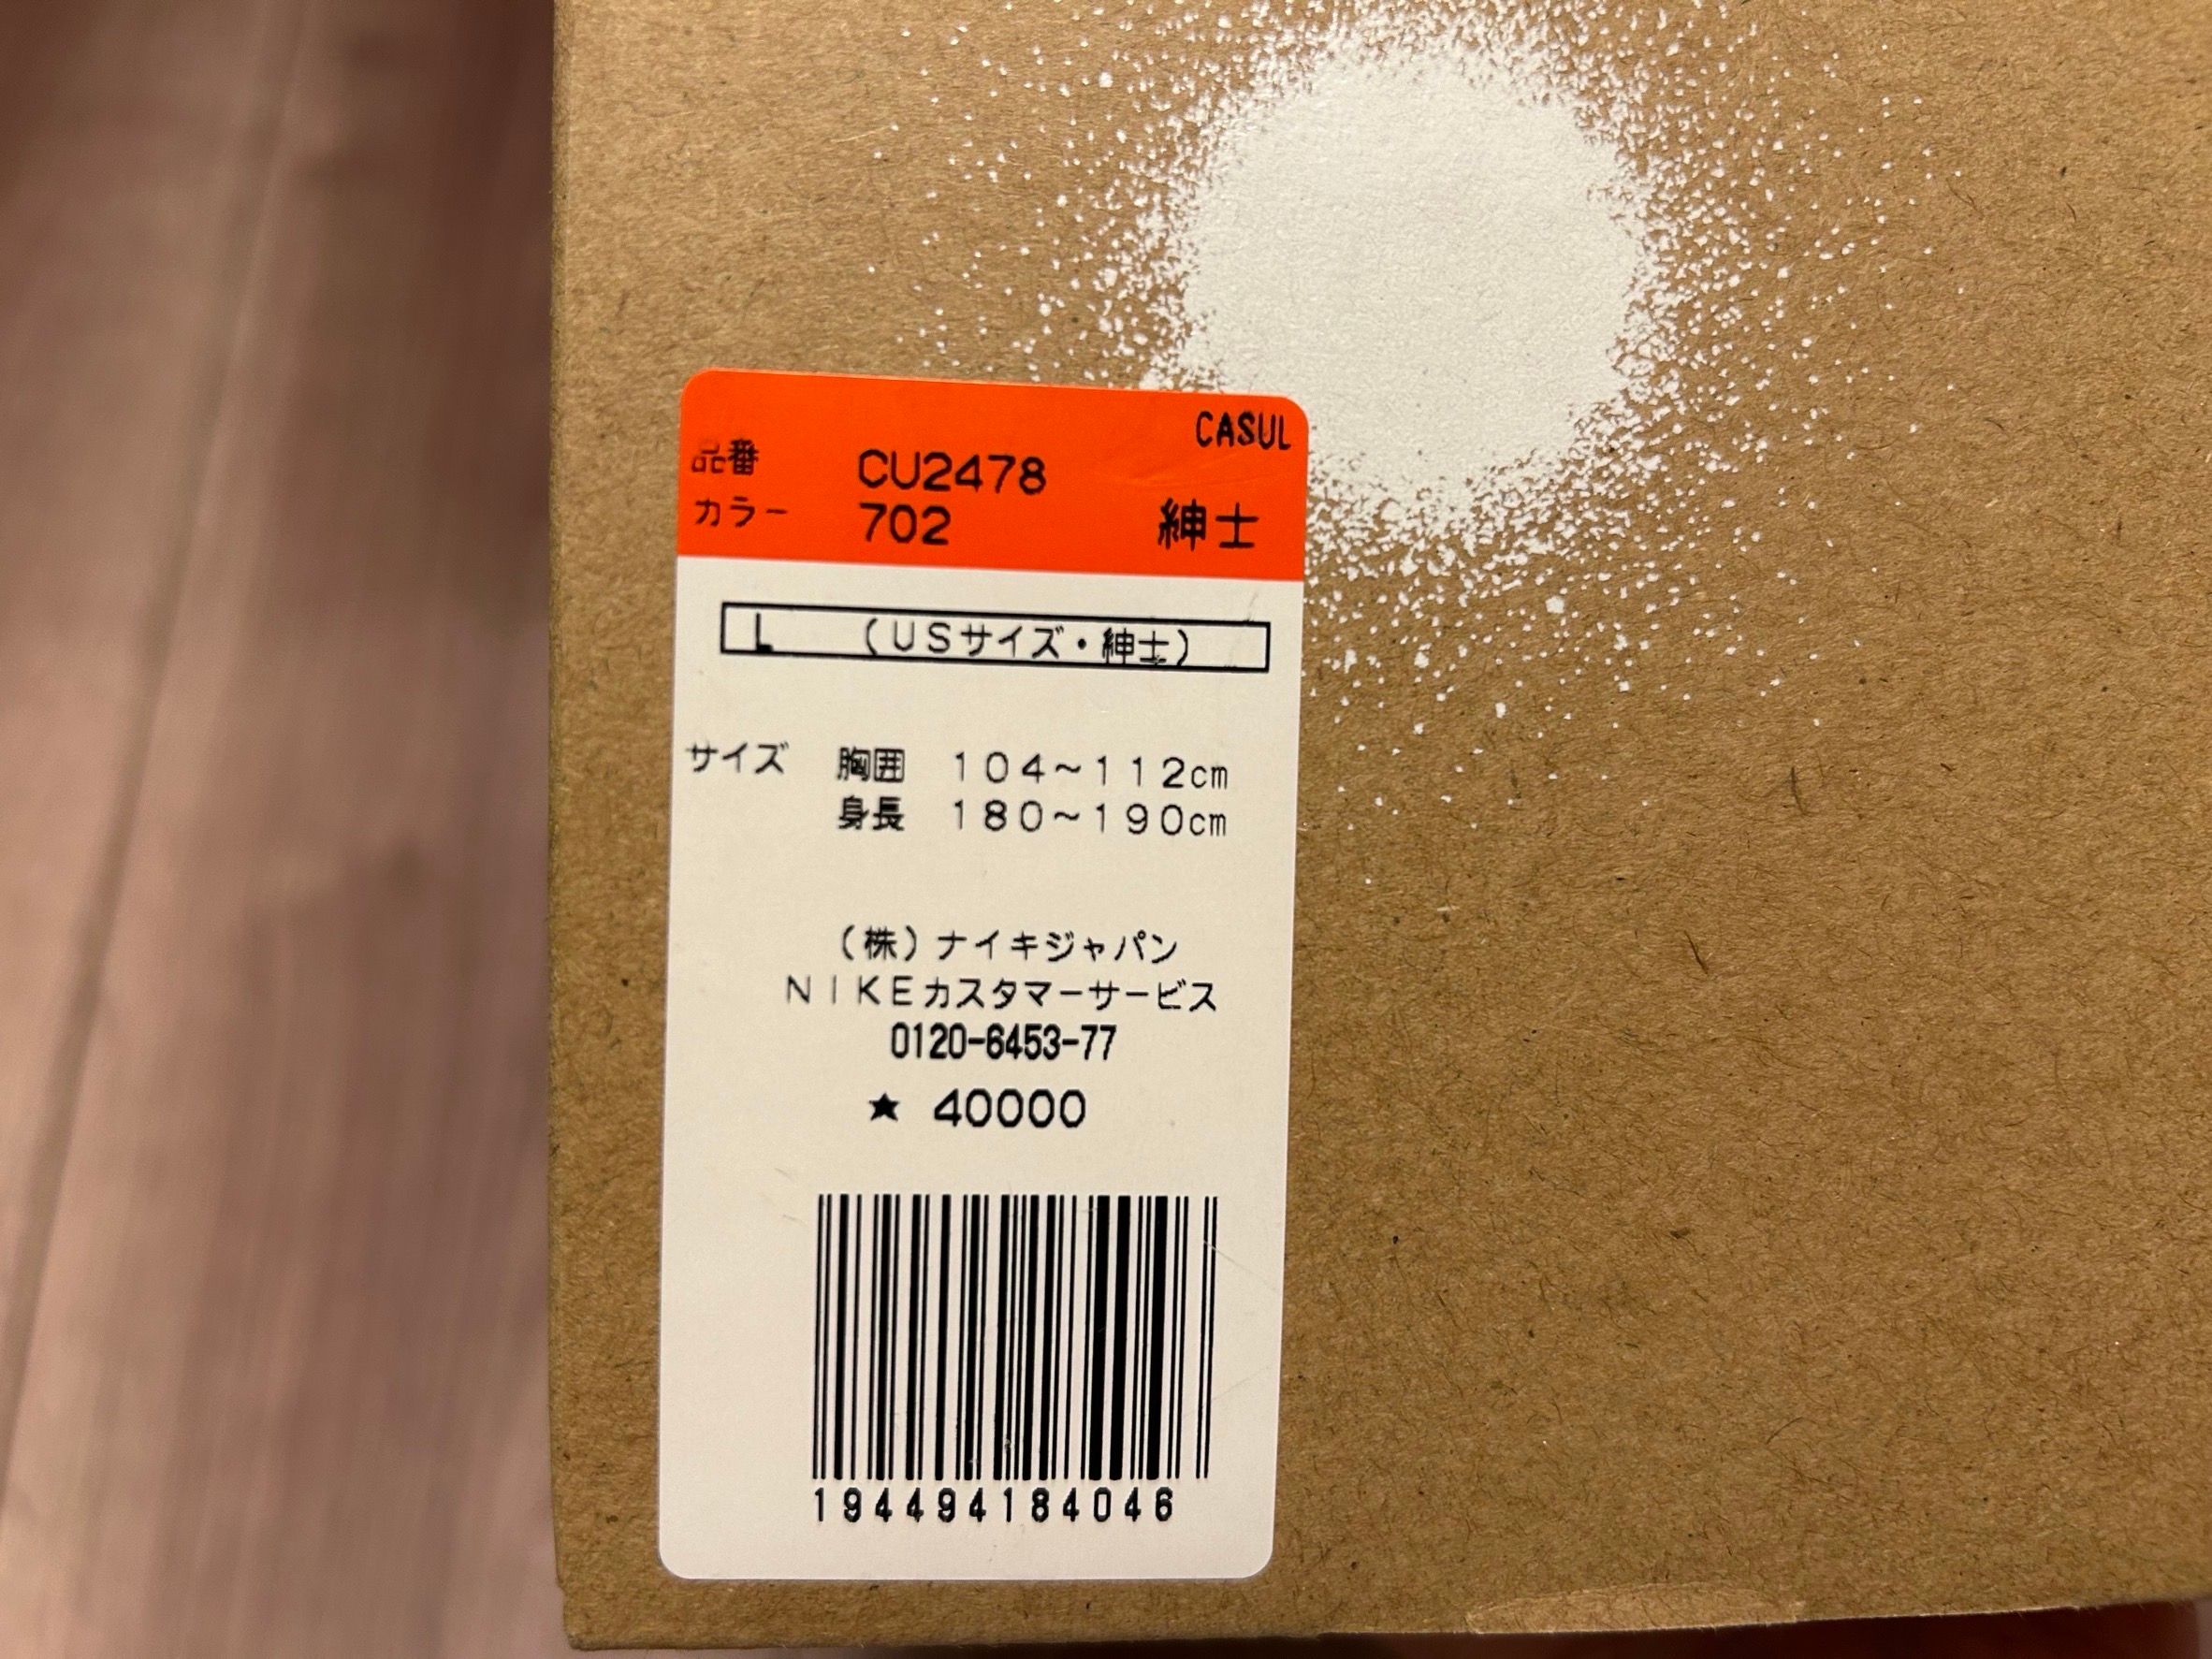 CASUL
品番 CU2478
カラー 702 紳士
L (USサイズ・紳士)
サイズ 胸囲 104~112cm
身長 180~190cm
(株)ナイキジャパン
NIKEカスタマーサービス
0120-6453-77
★ 40000
194494184046